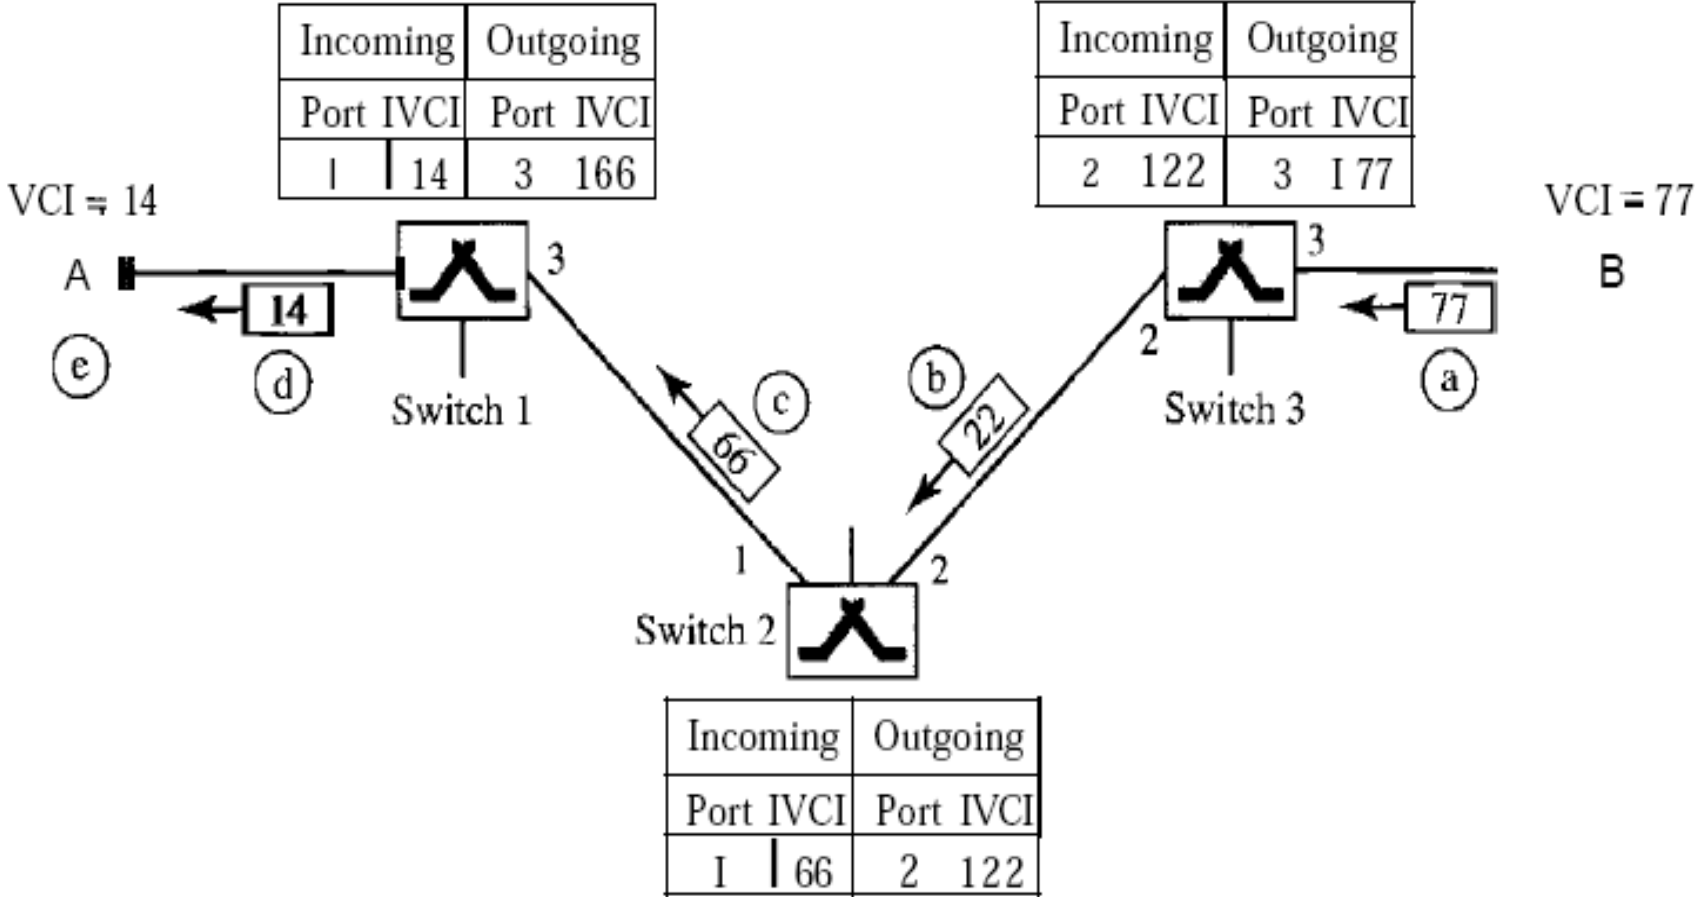 Incoming Outgoing
Port IVCI Port IVCI
I 14 3 166
Incoming Outgoing
Port IVCI Port IVCI
2 122 3 I 77
VCI = 14
VCI = 77
A
B
3
3
14
77
2
e
d
c
b
a
Switch 1
Switch 3
66
22
1
2
Switch 2
Incoming Outgoing
Port IVCI Port IVCI
I 66 2 122